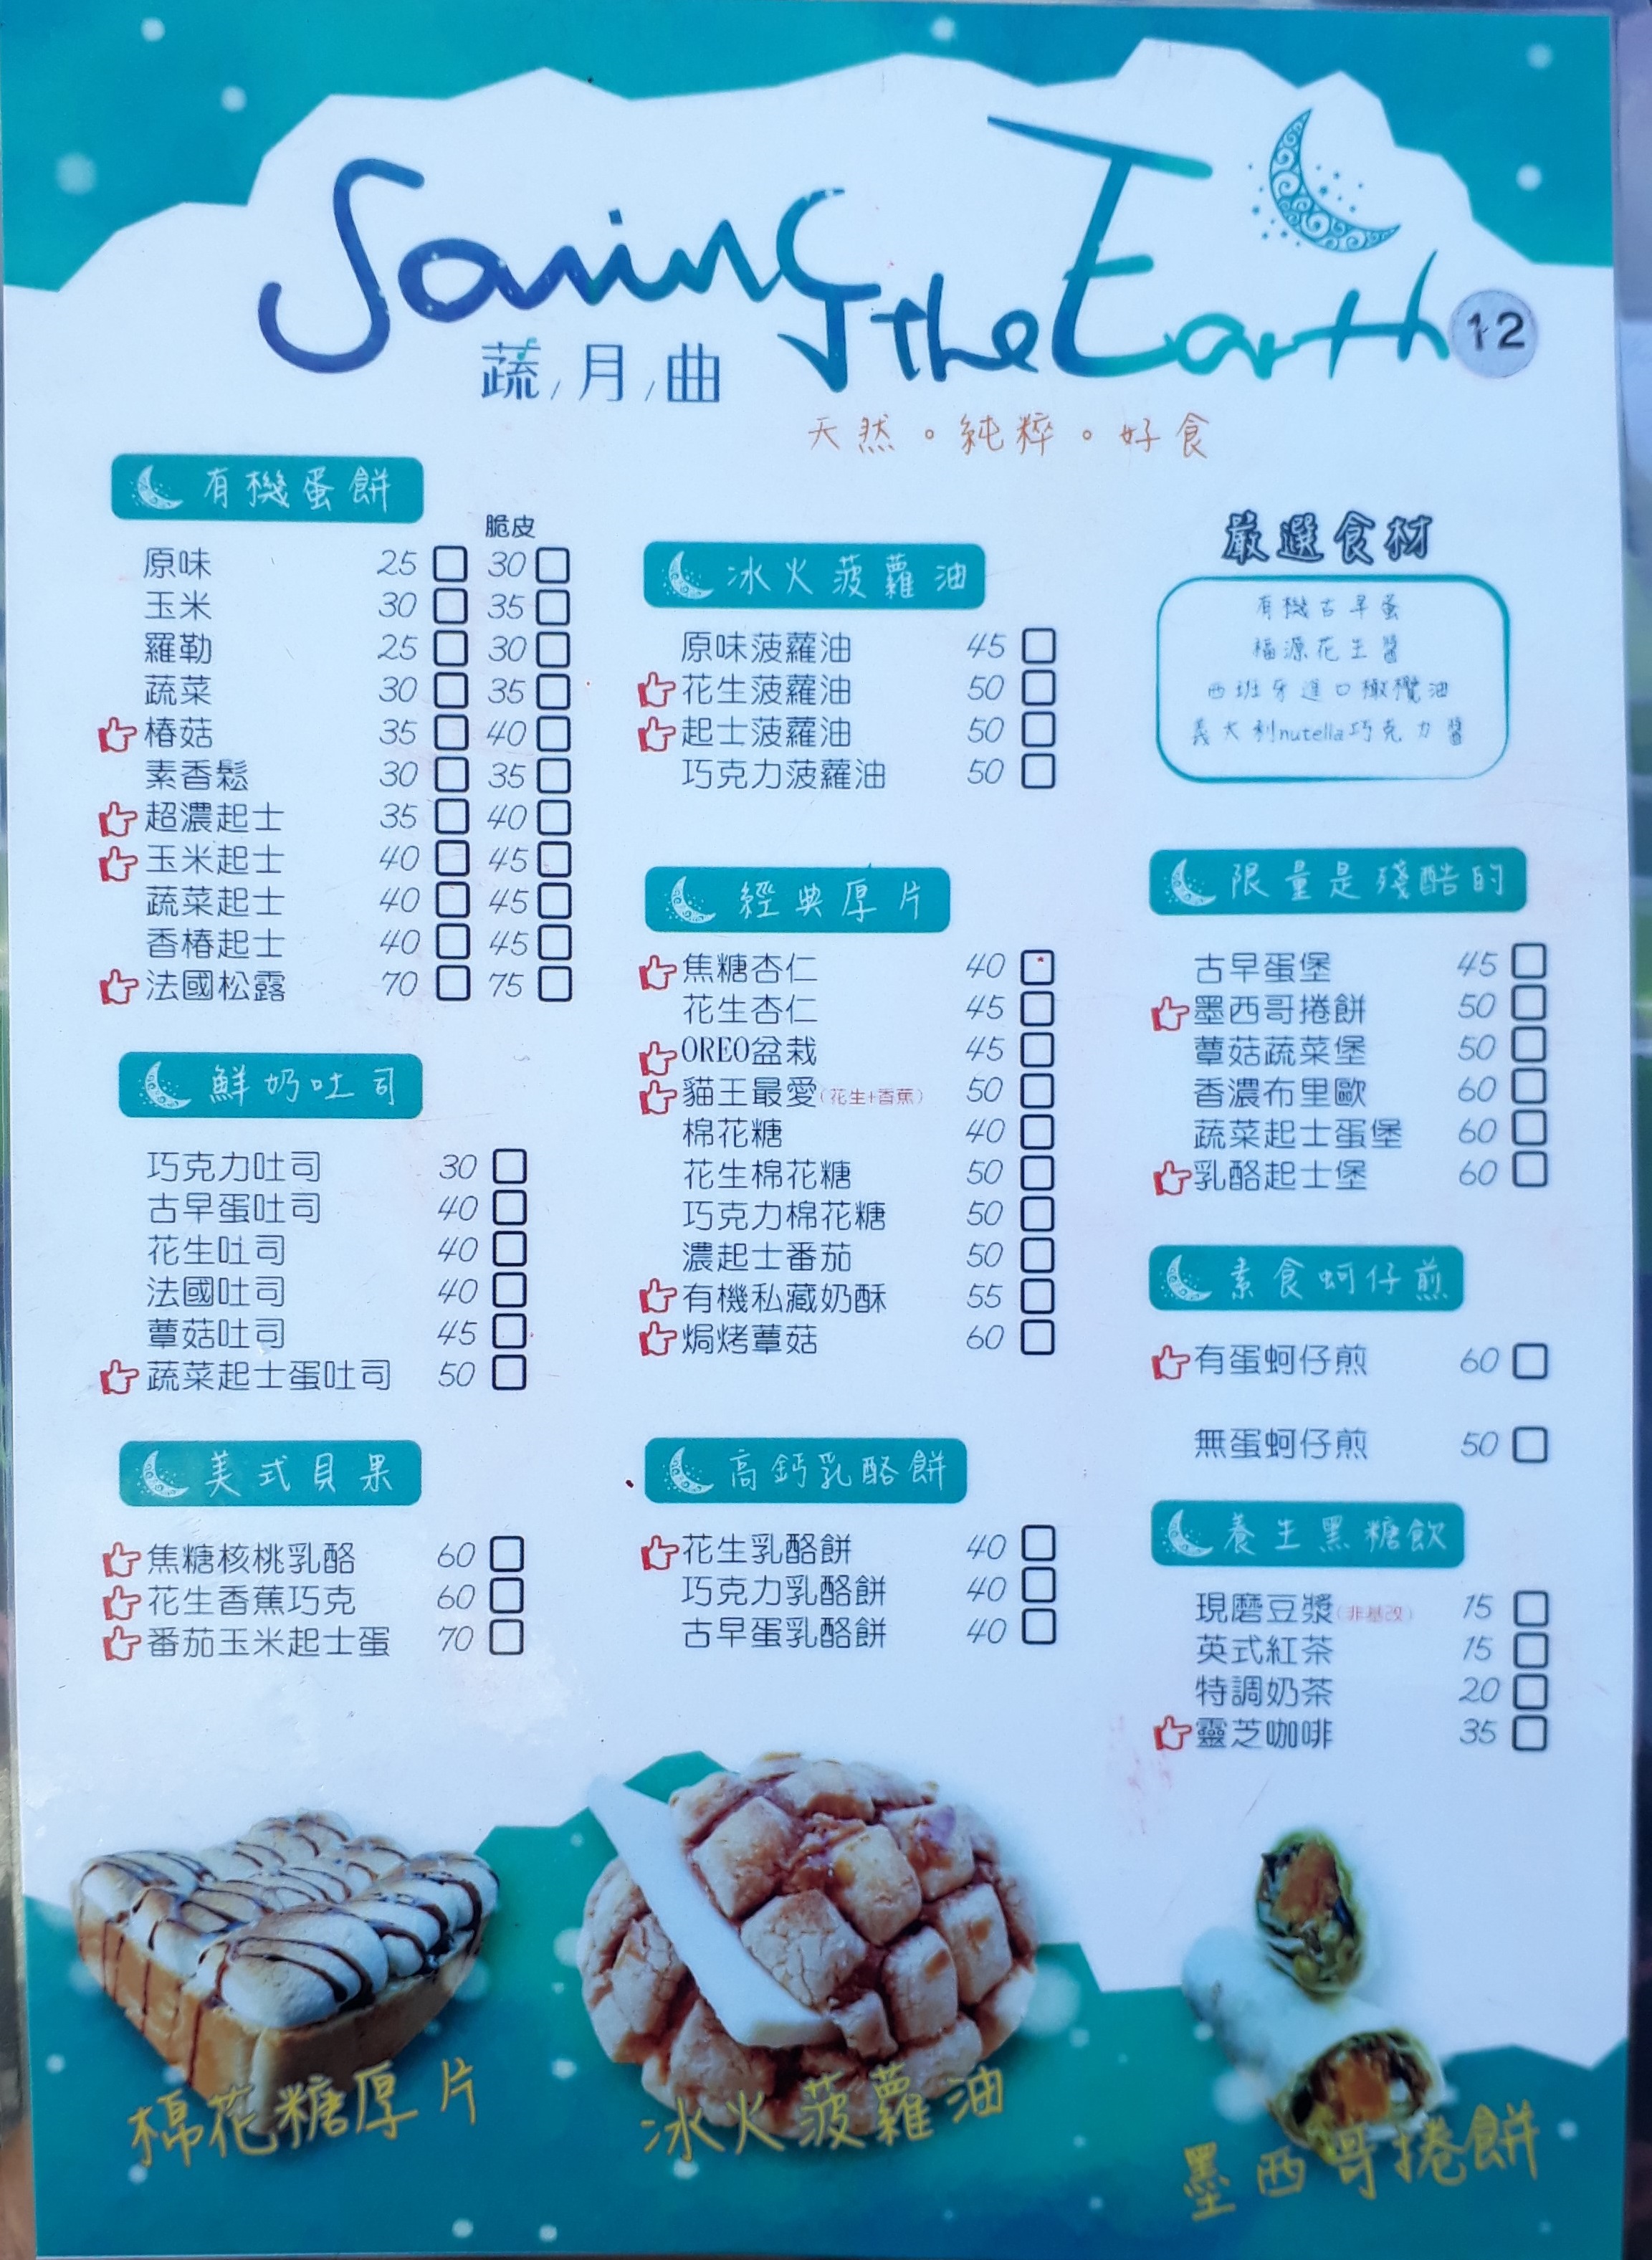 Saving the Earth
12
蔬/月/曲
天然。純粹。好食
有機蛋餅
脆皮
原味 25 30
玉米 30 35
羅勒 25 30
蔬菜 30 35
椿菇 35 40
素香鬆 30 35
超濃起士 35 40
玉米起士 40 45
蔬菜起士 40 45
香椿起士 40 45
法國松露 70 75
鮮奶吐司
巧克力吐司 30
古早蛋吐司 40
花生吐司 40
法國吐司 40
蕈菇吐司 45
蔬菜起士蛋吐司 50
美式貝果
焦糖核桃乳酪 60
花生香蕉巧克 60
番茄玉米起士蛋 70
冰火菠蘿油
原味菠蘿油 45
花生菠蘿油 50
起士菠蘿油 50
巧克力菠蘿油 50
經典厚片
焦糖杏仁 40
花生杏仁 45
OREO盆栽 45
貓王最愛(花生+香蕉) 50
棉花糖 40
花生棉花糖 50
巧克力棉花糖 50
濃起士番茄 50
有機私藏奶酥 55
焗烤蕈菇 60
高鈣乳酪餅
花生乳酪餅 40
巧克力乳酪餅 40
古早蛋乳酪餅 40
嚴選食材
有機古早蛋
福源花生醬
西班牙進口橄欖油
義大利nutella巧克力醬
限量是殘酷的
古早蛋堡 45
墨西哥捲餅 50
蕈菇蔬菜堡 50
香濃布里歐 60
蔬菜起士蛋堡 60
乳酪起士堡 60
素食蚵仔煎
有蛋蚵仔煎 60
無蛋蚵仔煎 50
養生黑糖飲
現磨豆漿(非基改) 15
英式紅茶 15
特調奶茶 20
靈芝咖啡 35
棉花糖厚片
冰火菠蘿油
墨西哥捲餅